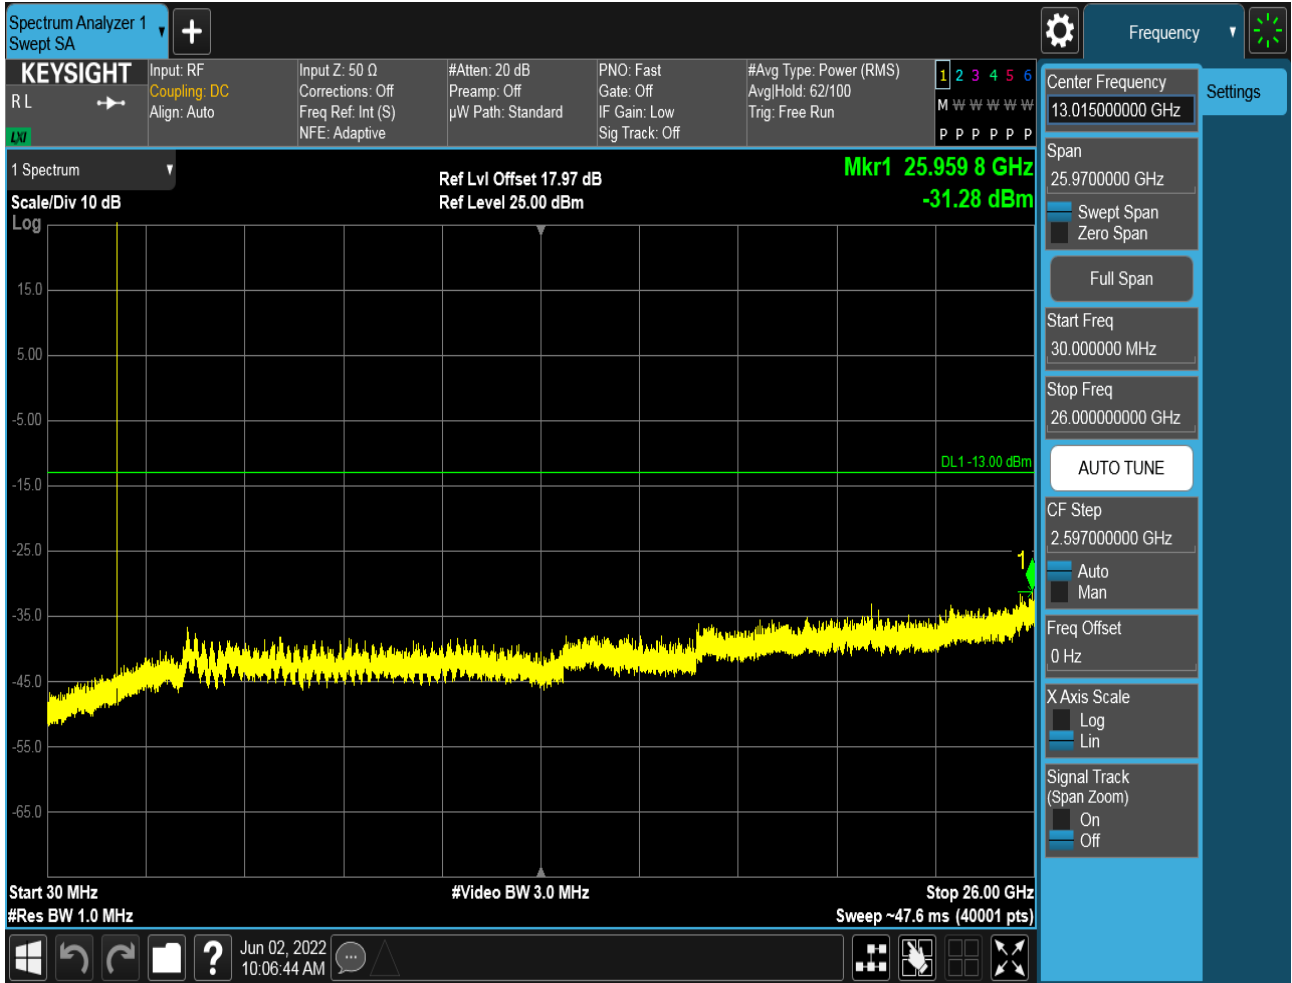 Spectrum Analyzer 1
Swept SA
+
Frequency
KEYSIGHT
R L
LXI
Input: RF
Coupling: DC
Align: Auto
Input Z: 50 Ω
Corrections: Off
Freq Ref: Int (S)
NFE: Adaptive
#Atten: 20 dB
Preamp: Off
µW Path: Standard
PNO: Fast
Gate: Off
IF Gain: Low
Sig Track: Off
#Avg Type: Power (RMS)
Avg|Hold: 62/100
Trig: Free Run
1 2 3 4 5 6
M W W W W W
P P P P P P
1 Spectrum
Scale/Div 10 dB
Log
Ref Lvl Offset 17.97 dB
Ref Level 25.00 dBm
Mkr1 25.959 8 GHz
-31.28 dBm
15.0
5.00
-5.00
-15.0
-25.0
-35.0
-45.0
-55.0
-65.0
DL1 -13.00 dBm
1
Start 30 MHz
#Res BW 1.0 MHz
#Video BW 3.0 MHz
Stop 26.00 GHz
Sweep ~47.6 ms (40001 pts)
Center Frequency
13.015000000 GHz
Span
25.9700000 GHz
Swept Span
Zero Span
Full Span
Start Freq
30.000000 MHz
Stop Freq
26.000000000 GHz
AUTO TUNE
CF Step
2.597000000 GHz
Auto
Man
Freq Offset
0 Hz
X Axis Scale
Log
Lin
Signal Track
(Span Zoom)
On
Off
Settings
?
Jun 02, 2022
10:06:44 AM